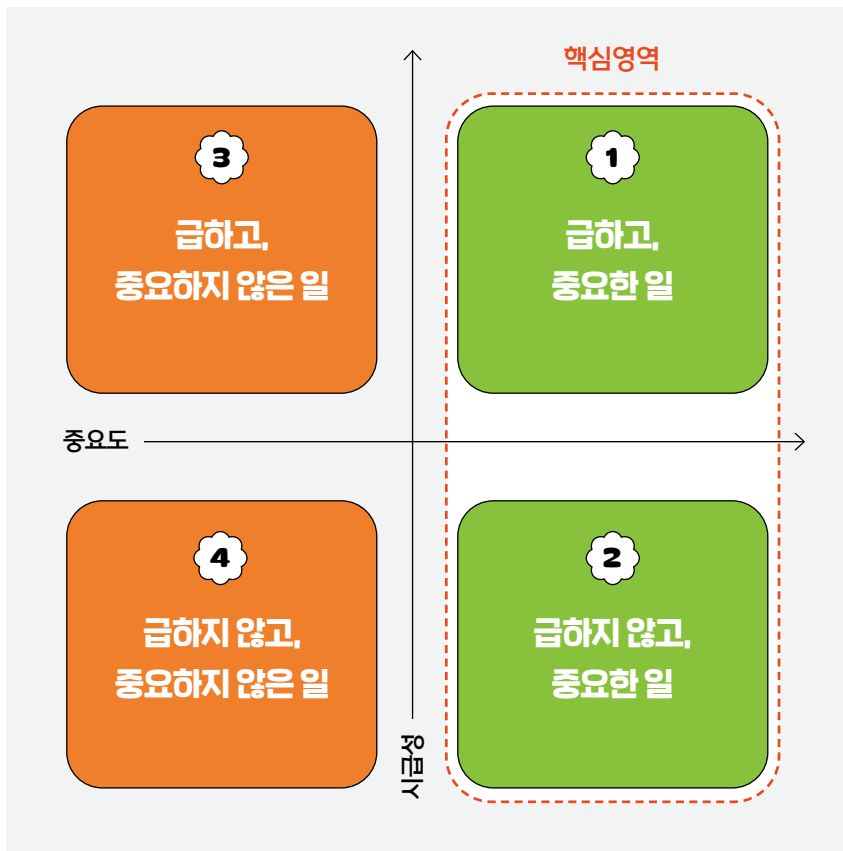 핵심영역
3
급하고,
중요하지 않은 일
1
급하고,
중요한 일
중요도
4
급하지 않고,
중요하지 않은 일
2
급하지 않고,
중요한 일
시급성